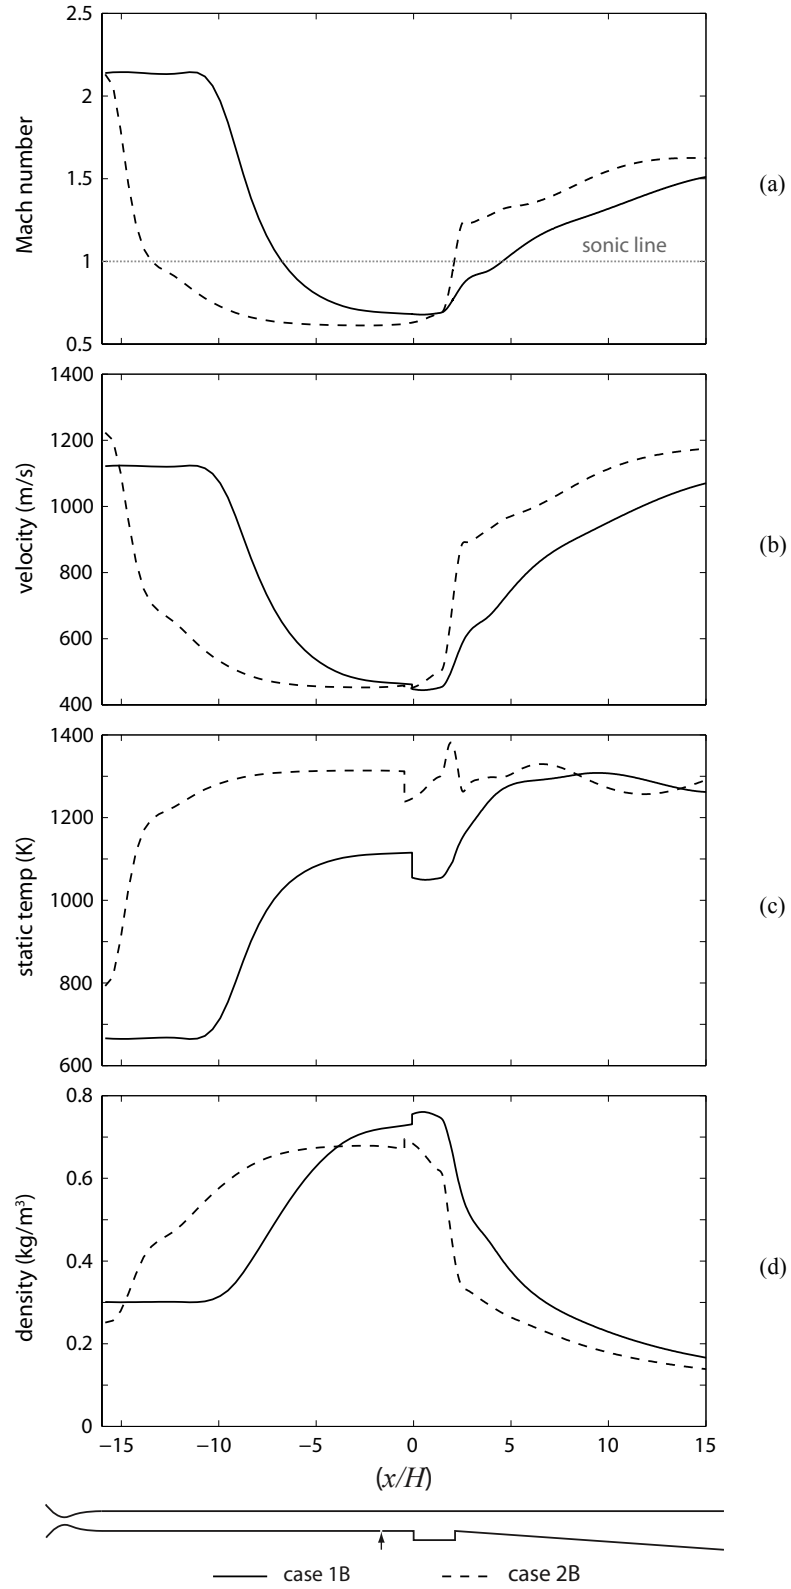 2.5
2
1.5
1
0.5
Mach number
sonic line
(a)
1400
1200
1000
800
600
400
velocity (m/s)
(b)
1400
1200
1000
800
600
static temp (K)
(c)
0.8
0.6
0.4
0.2
0
density (kg/m³)
(d)
−15 −10 −5 0 5 10 15
(x/H)
case 1B case 2B